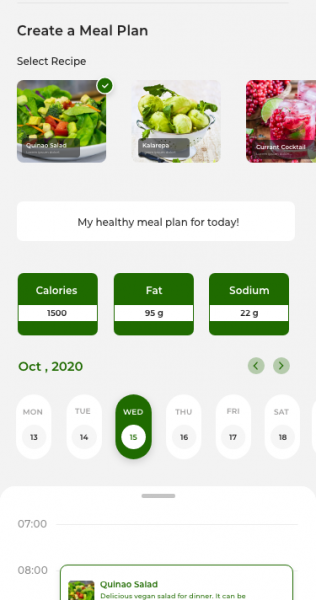 Create a Meal Plan
Select Recipe
Quinao Salad
Kalarepa
Currant Cocktail
My healthy meal plan for today!
Calories Fat Sodium
1500 95 g 22 g
Oct , 2020
MON TUE WED THU FRI SAT
13 14 15 16 17 18
07:00
08:00
Quinao Salad
Delicious vegan salad for dinner. It can be